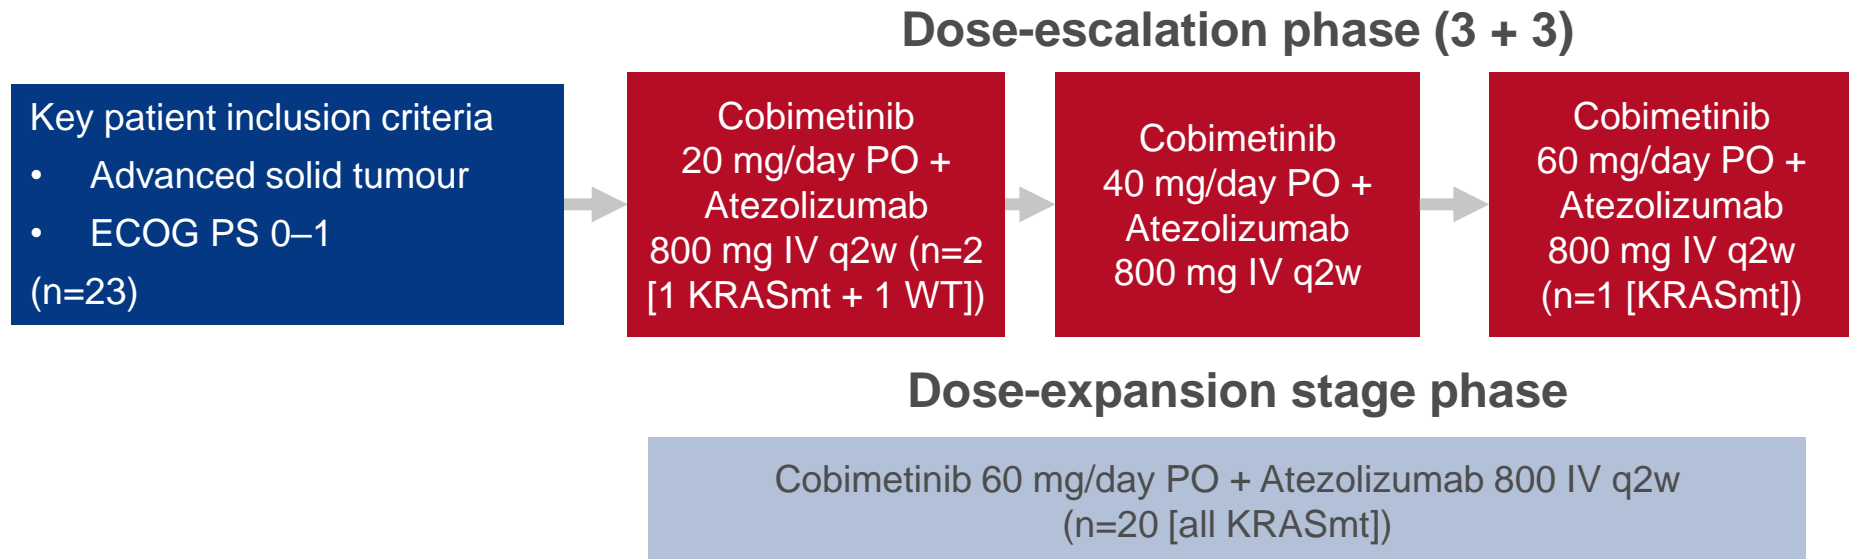 Dose-escalation phase (3 + 3)
Key patient inclusion criteria
• Advanced solid tumour
• ECOG PS 0–1
(n=23)
Cobimetinib
20 mg/day PO +
Atezolizumab
800 mg IV q2w (n=2
[1 KRASmt + 1 WT])
Cobimetinib
40 mg/day PO +
Atezolizumab
800 mg IV q2w
Cobimetinib
60 mg/day PO +
Atezolizumab
800 mg IV q2w
(n=1 [KRASmt])
Dose-expansion stage phase
Cobimetinib 60 mg/day PO + Atezolizumab 800 IV q2w
(n=20 [all KRASmt])